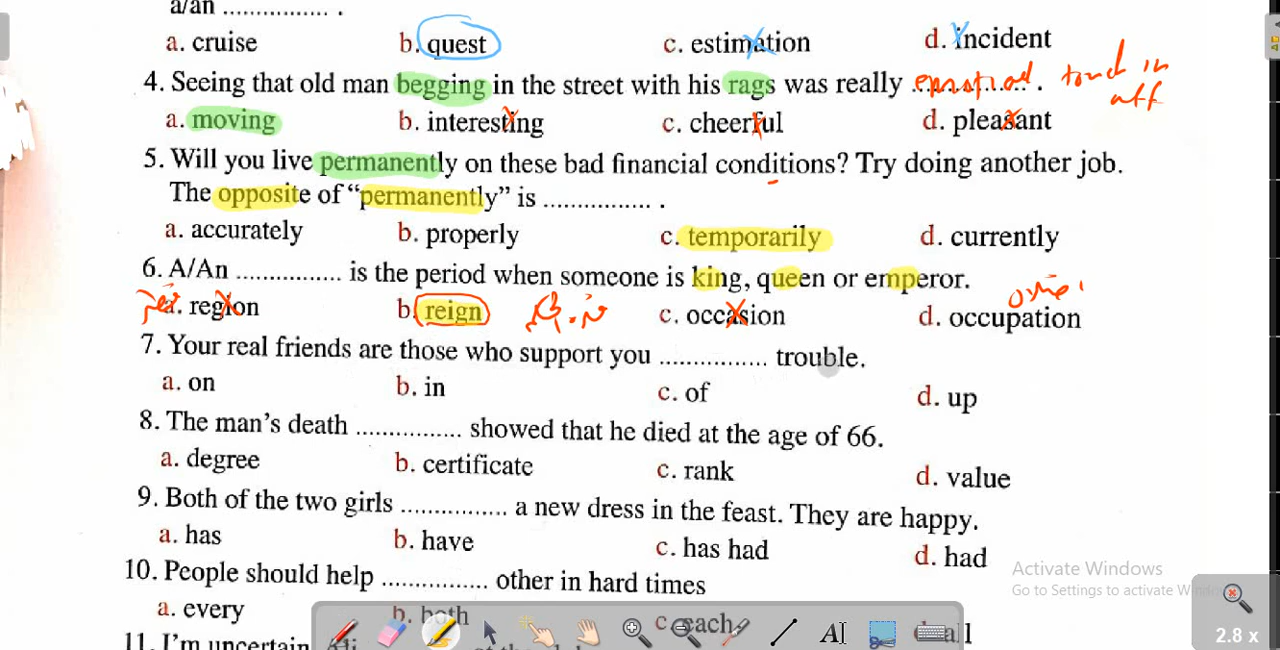 a/an ................ .
a. cruise b. quest c. estimation d. incident
4. Seeing that old man begging in the street with his rags was really ................ . touch in
a. moving b. interesting c. cheerful d. pleasant
5. Will you live permanently on these bad financial conditions? Try doing another job.
The opposite of “permanently” is ................ .
a. accurately b. properly c. temporarily d. currently
6. A/An ................ is the period when someone is king, queen or emperor.
a. region b. reign c. occasion d. occupation
7. Your real friends are those who support you ................ trouble.
a. on b. in c. of d. up
8. The man's death ................ showed that he died at the age of 66.
a. degree b. certificate c. rank d. value
9. Both of the two girls ................ a new dress in the feast. They are happy.
a. has b. have c. has had d. had
Activate Windows
10. People should help ................ other in hard times
Go to Settings to activate
a. every b. both c. each
11. I'm uncertain
2.8 x